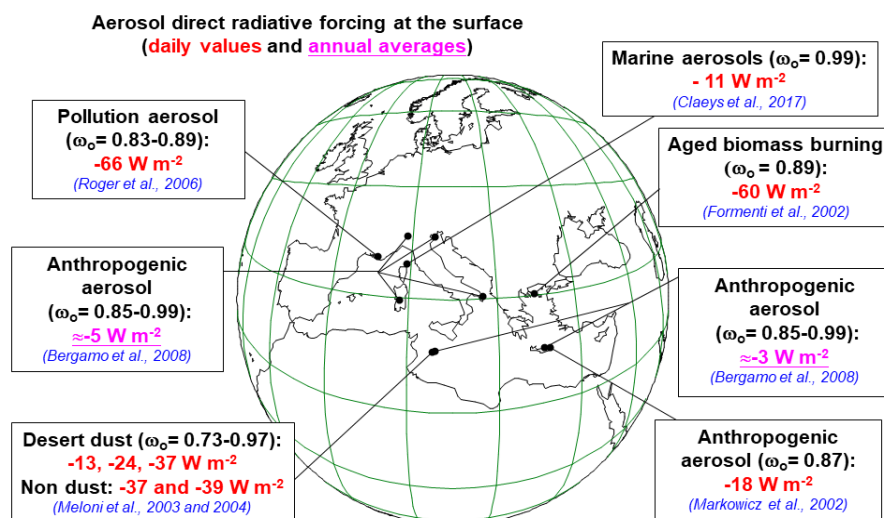 Aerosol direct radiative forcing at the surface
(daily values and annual averages)
Marine aerosols (ωo = 0.99):
- 11 W m-2
(Claeys et al., 2017)
Pollution aerosol
(ωo= 0.83-0.89):
-66 W m-2
(Roger et al., 2006)
Aged biomass burning
(ωo= 0.89):
-60 W m-2
(Formenti et al., 2002)
Anthropogenic
aerosol
(ωo= 0.85-0.99):
≈-5 W m-2
(Bergamo et al., 2008)
Anthropogenic
aerosol
(ωo= 0.85-0.99):
≈-3 W m-2
(Bergamo et al., 2008)
Desert dust (ωo= 0.73-0.97):
-13, -24, -37 W m-2
Non dust: -37 and -39 W m-2
(Meloni et al., 2003 and 2004)
Anthropogenic
aerosol (ωo= 0.87):
-18 W m-2
(Markowicz et al., 2002)